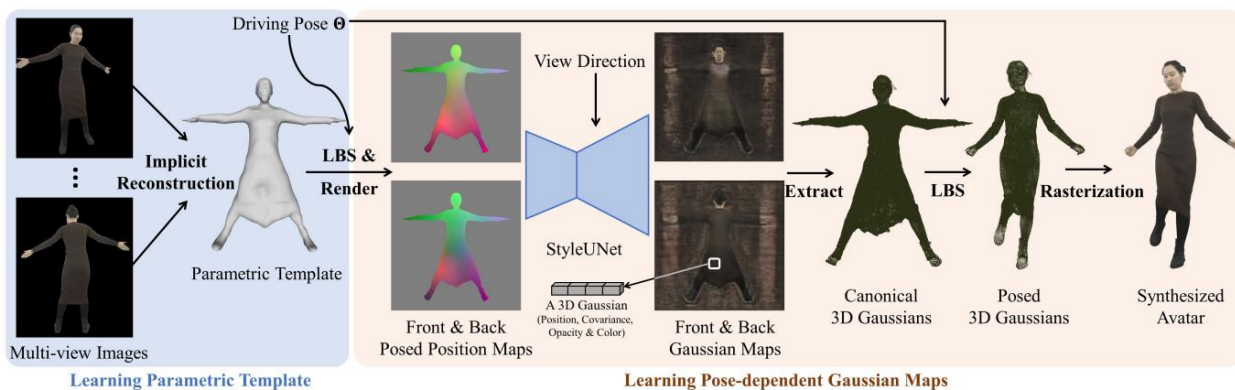 Driving Pose Θ
Implicit
Reconstruction
LBS &
Render
Parametric Template
Multi-view Images
Learning Parametric Template
View Direction
StyleUNet
A 3D Gaussian
(Position, Covariance,
Opacity & Color)
Front & Back
Posed Position Maps
Front & Back
Gaussian Maps
Extract
LBS
Rasterization
Canonical
3D Gaussians
Posed
3D Gaussians
Synthesized
Avatar
Learning Pose-dependent Gaussian Maps